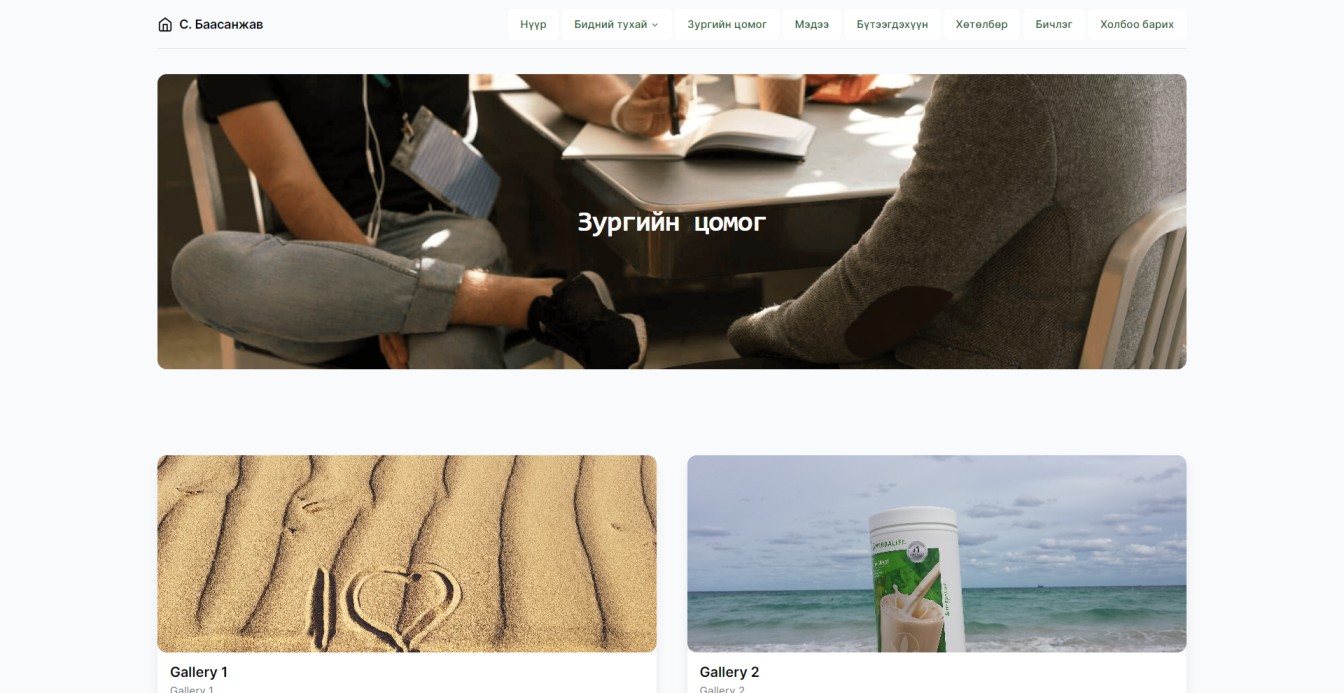 С. Баасанжав
Нүүр
Бидний тухай
Зургийн цомог
Мэдээ
Бүтээгдэхүүн
Хөтөлбөр
Бичлэг
Холбоо барих
Зургийн цомог
I
HERBALIFE
Gallery 1
Gallery 1
Gallery 2
Gallery 2